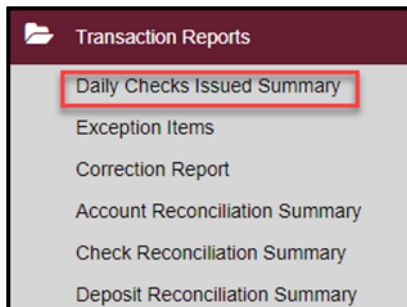 Transaction Reports
Daily Checks Issued Summary
Exception Items
Correction Report
Account Reconciliation Summary
Check Reconciliation Summary
Deposit Reconciliation Summary